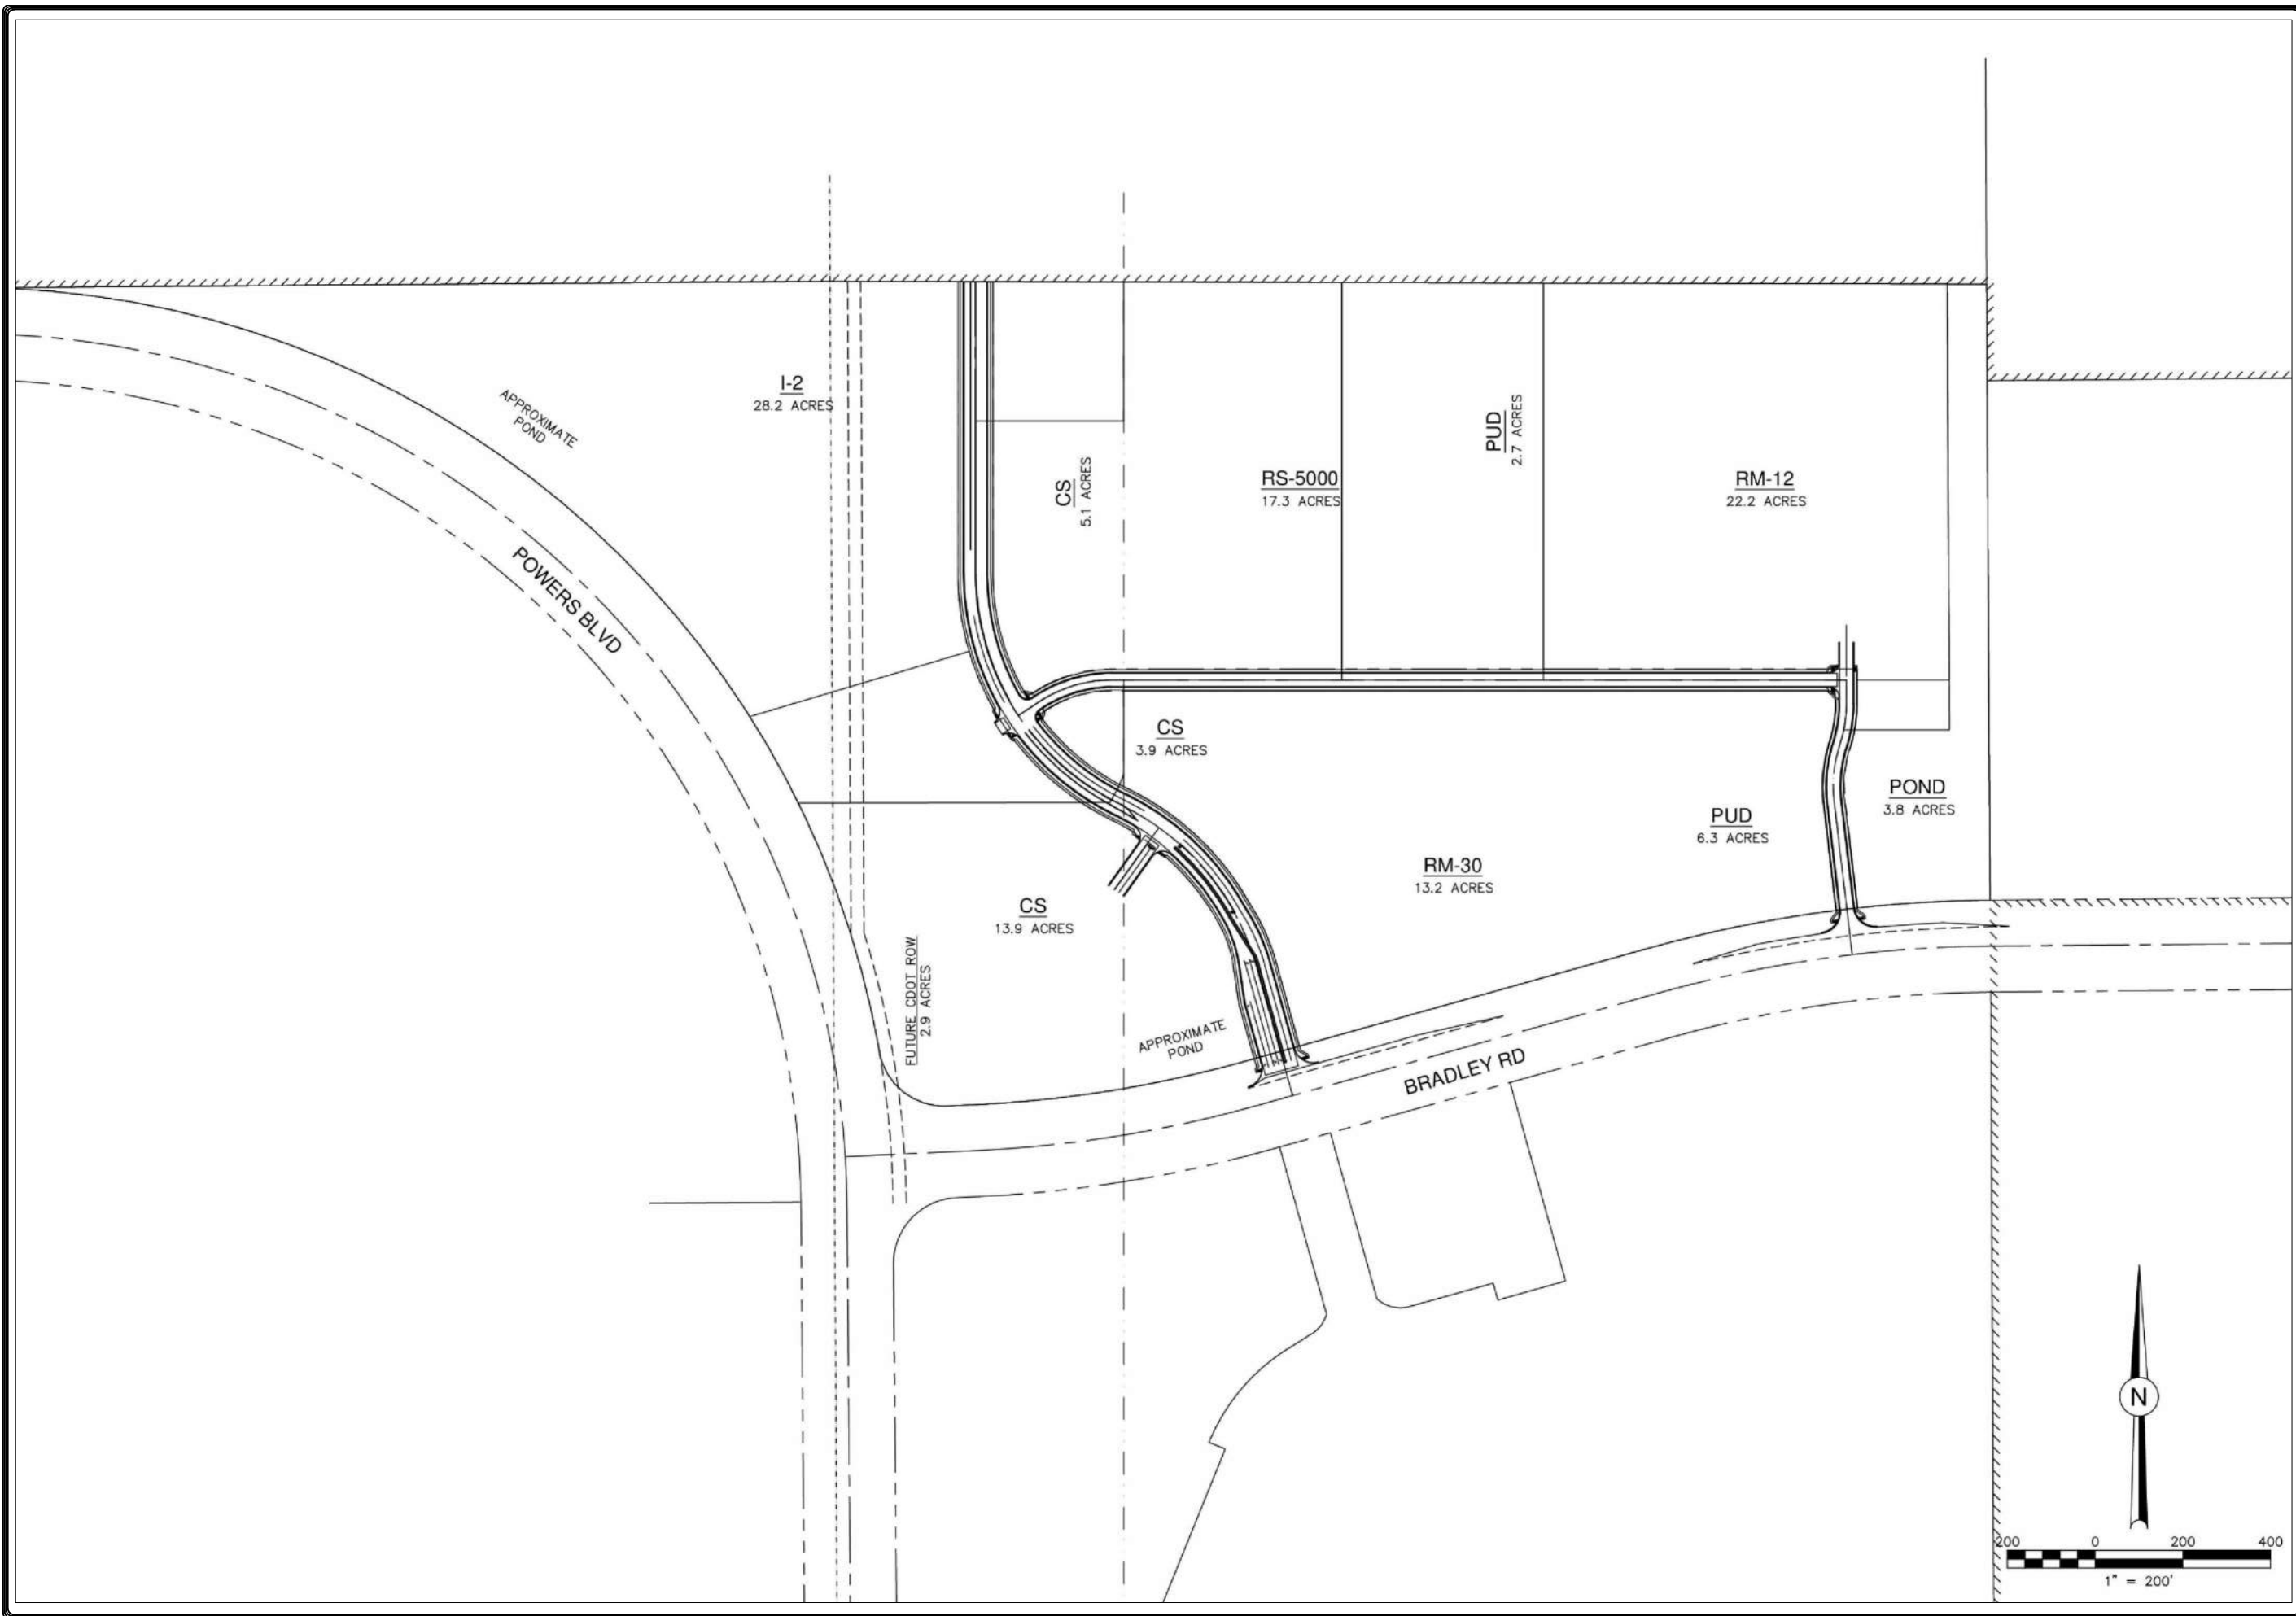 I-2
28.2 ACRES
APPROXIMATE
POND
PUD
2.7 ACRES
CS
5.1 ACRES
RS-5000
17.3 ACRES
RM-12
22.2 ACRES
POWERS BLVD
CS
3.9 ACRES
POND
3.8 ACRES
PUD
6.3 ACRES
RM-30
13.2 ACRES
CS
13.9 ACRES
FUTURE CDOT ROW
2.9 ACRES
APPROXIMATE
POND
BRADLEY RD
N
200 0 200 400
1" = 200'